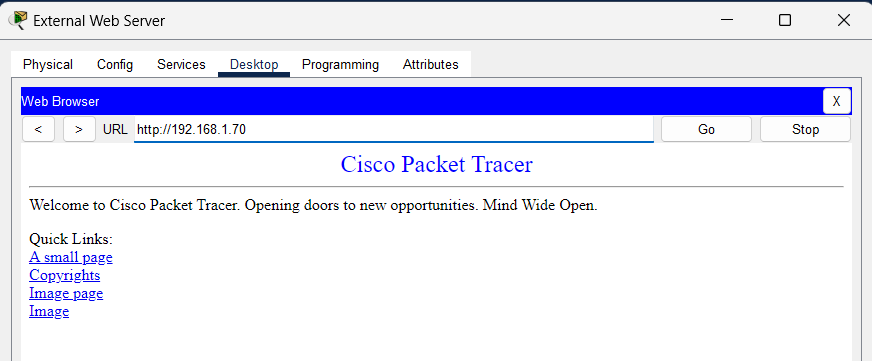 External Web Server
Physical Config Services Desktop Programming Attributes
Web Browser X
< > URL http://192.168.1.70 Go Stop
Cisco Packet Tracer
Welcome to Cisco Packet Tracer. Opening doors to new opportunities. Mind Wide Open.
Quick Links:
A small page
Copyrights
Image page
Image